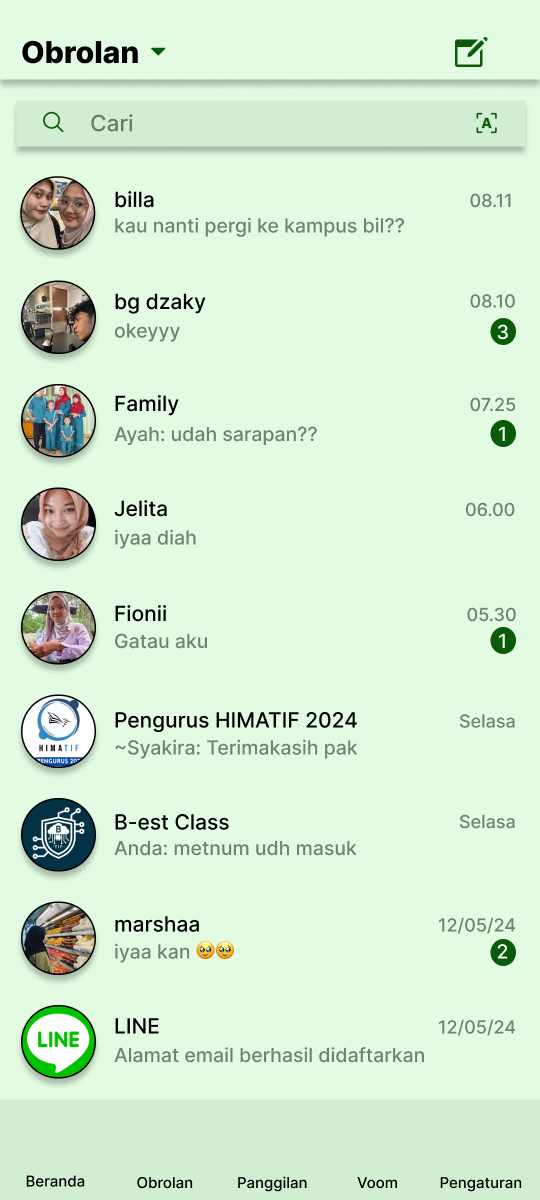 Obrolan
Cari
A
billa 08.11
kau nanti pergi ke kampus bil??
bg dzaky 08.10
okeyyy 3
Family 07.25
Ayah: udah sarapan?? 1
Jelita 06.00
iyaa diah
Fionii 05.30
Gatau aku 1
HIMATIF
Pengurus HIMATIF 2024 Selasa
~Syakira: Terimakasih pak
B
TIF
B-est Class Selasa
Anda: metnum udh masuk
marshaa 12/05/24
iyaa kan 🥹🥹 2
LINE
LINE 12/05/24
Alamat email berhasil didaftarkan
Beranda Obrolan Panggilan Voom Pengaturan